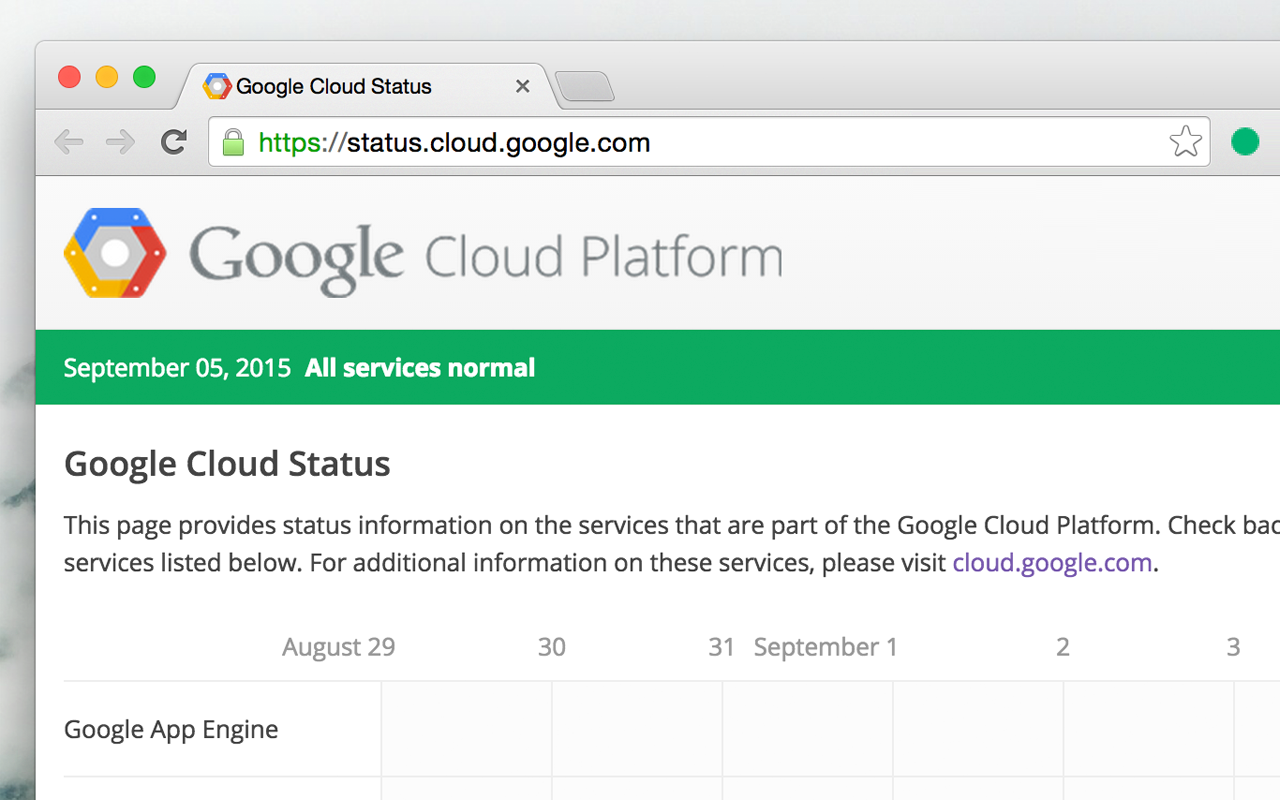 Google Cloud Status
https://status.cloud.google.com
Google Cloud Platform
September 05, 2015 All services normal
Google Cloud Status
This page provides status information on the services that are part of the Google Cloud Platform. Check
services listed below. For additional information on these services, please visit cloud.google.com.
August 29 30 31 September 1 2 3
Google App Engine